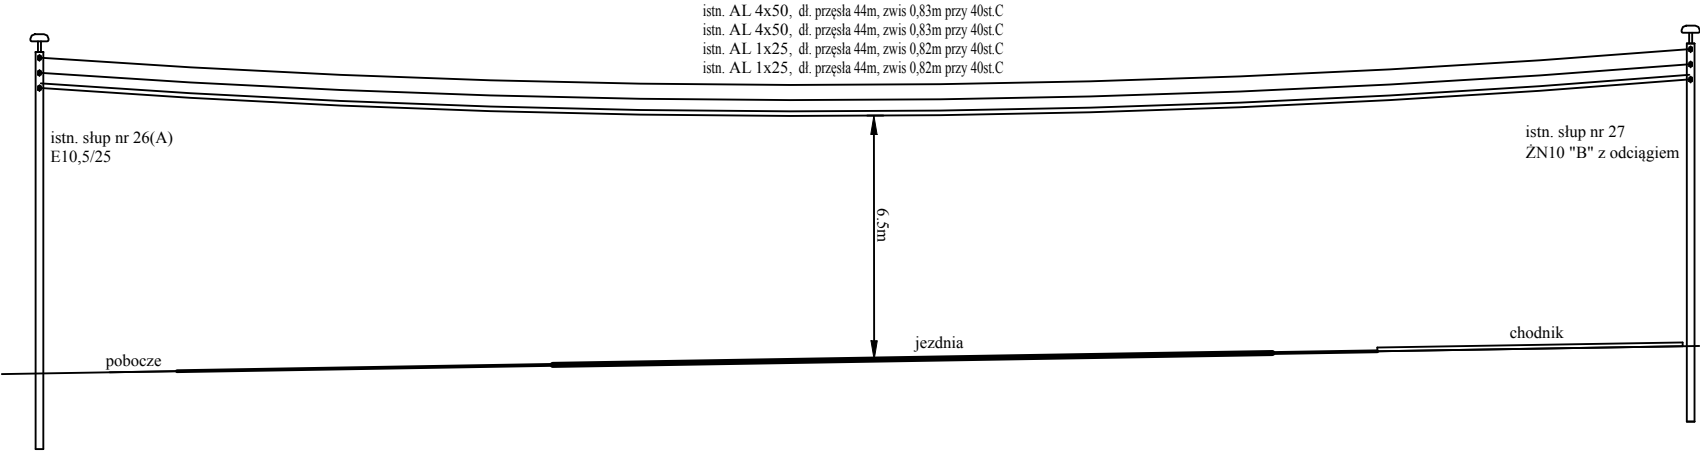 istn. AL 4x50, dł. przęsła 44m, zwis 0,83m przy 40st.C
istn. AL 4x50, dł. przęsła 44m, zwis 0,83m przy 40st.C
istn. AL 1x25, dł. przęsła 44m, zwis 0,82m przy 40st.C
istn. AL 1x25, dł. przęsła 44m, zwis 0,82m przy 40st.C
istn. słup nr 26(A)
E10,5/25
istn. słup nr 27
ŻN10 "B" z odciągiem
6.5m
jezdnia
chodnik
pobocze